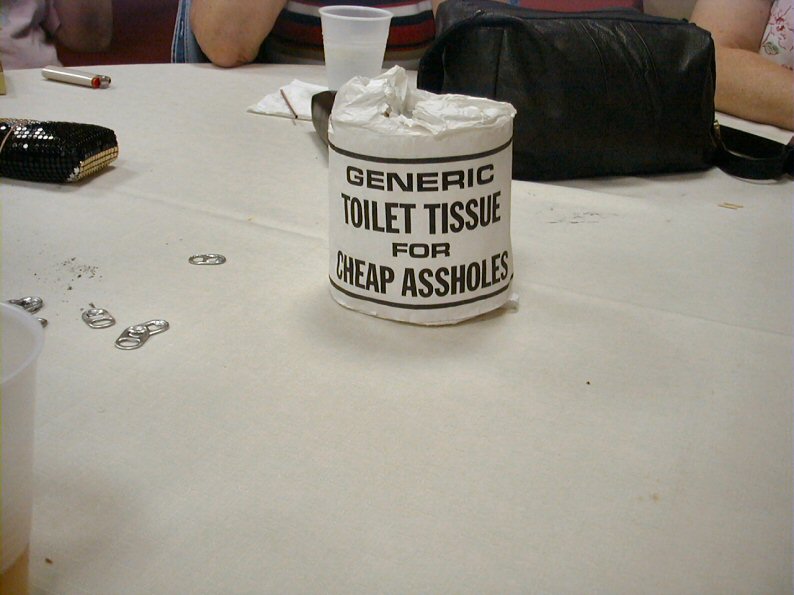 GENERIC
TOILET TISSUE
FOR
CHEAP ASSHOLES